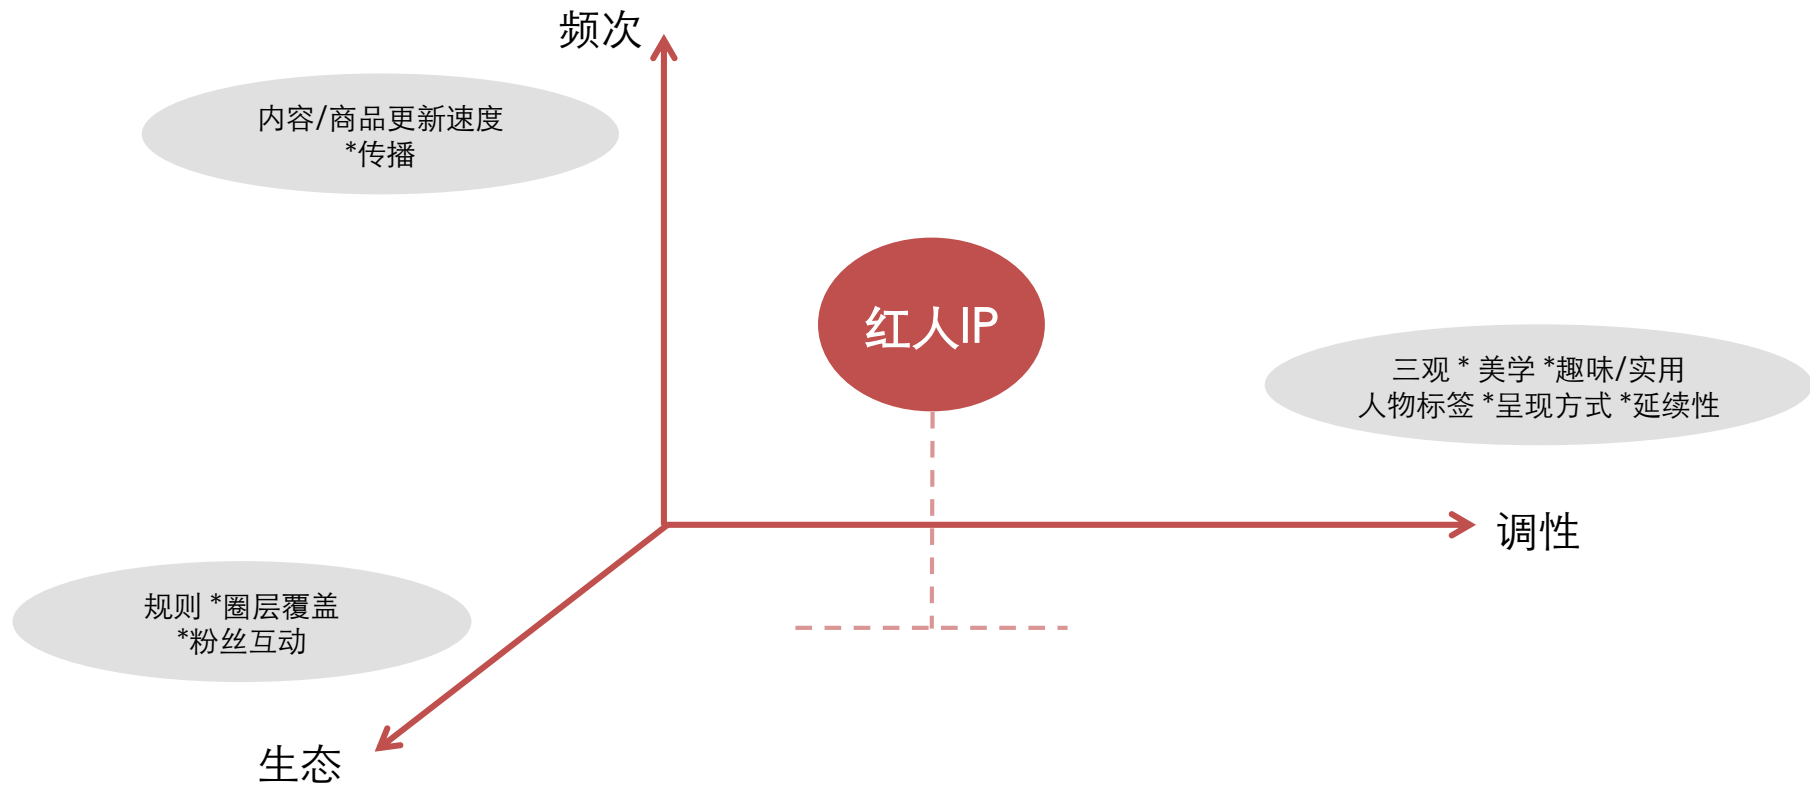 频次
内容/商品更新速度
*传播
红人IP
三观 * 美学 *趣味/实用
人物标签 *呈现方式 *延续性
调性
规则 *圈层覆盖
*粉丝互动
生态